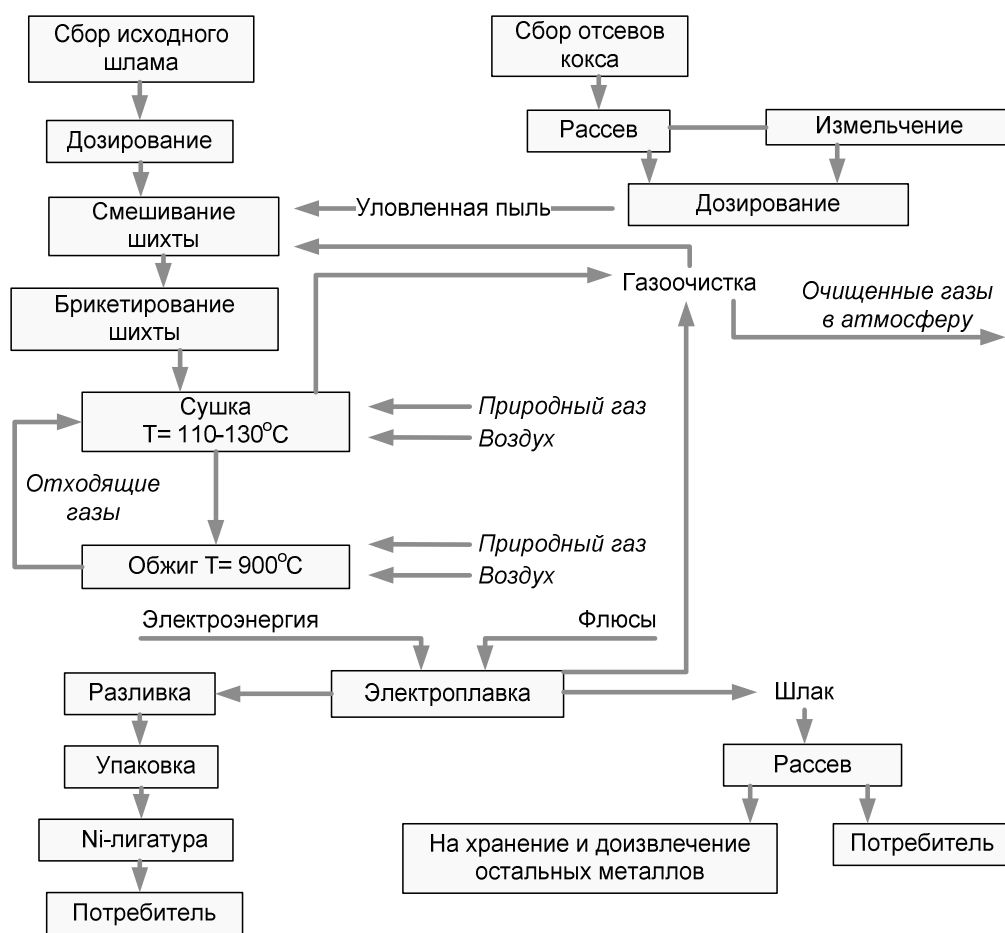 Сбор исходного
шлама
Сбор отсевов
кокса
Дозирование
Рассев
Измельчение
Смешивание
шихты
Уловленная пыль
Дозирование
Брикетирование
шихты
Газоочистка
Очищенные газы
в атмосферу
Сушка
T= 110-130°C
Природный газ
Воздух
Отходящие
газы
Обжиг T= 900°C
Природный газ
Воздух
Электроэнергия
Флюсы
Разливка
Электроплавка
Шлак
Упаковка
Рассев
Ni-лигатура
На хранение и доизвлечение
остальных металлов
Потребитель
Потребитель